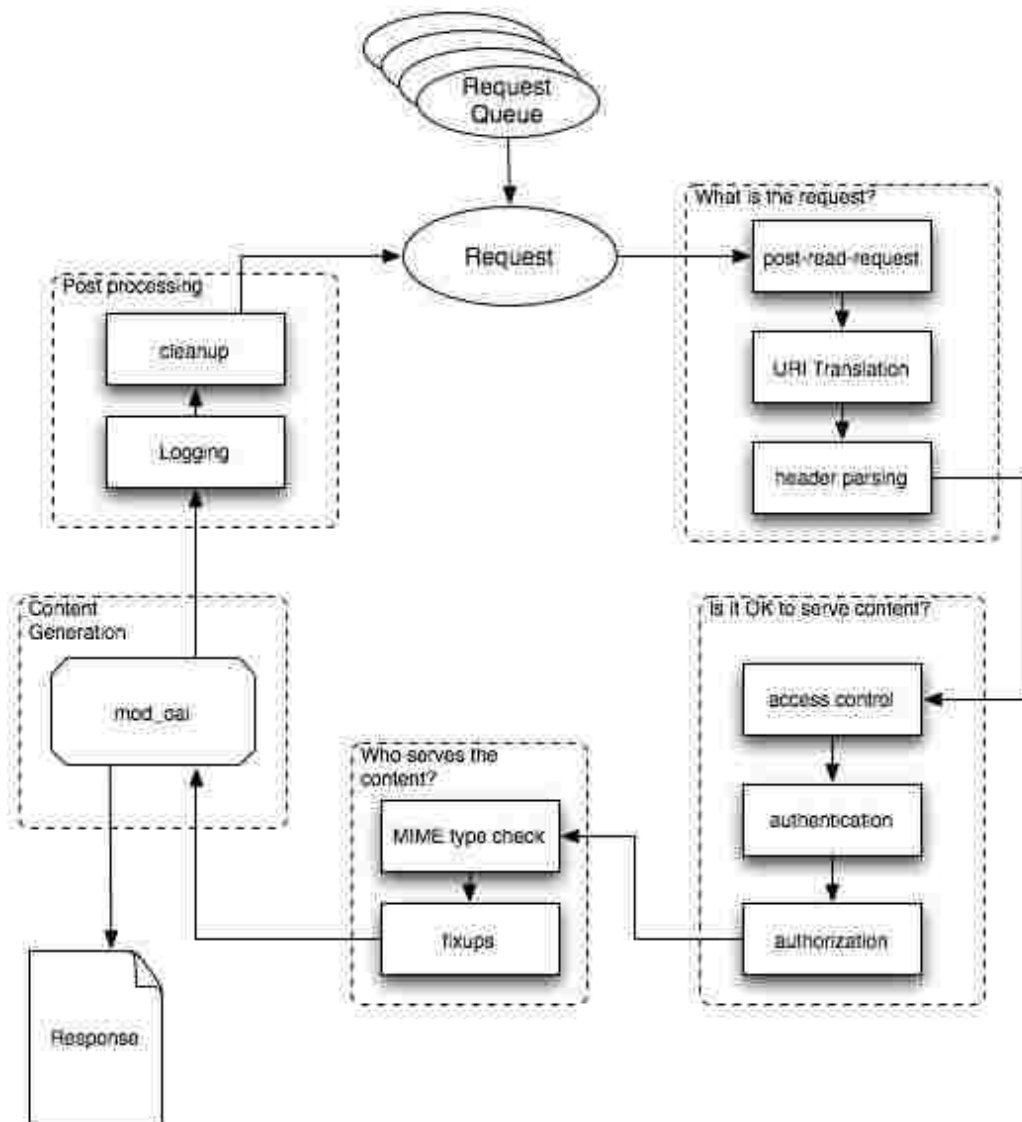 Request
Queue
Request
What is the request?
post-read-request
URI Translation
header parsing
Is it OK to serve content?
access control
authentication
authorization
Who serves the
content?
MIME type check
fixups
Content
Generation
mod_oai
Response
Post processing
Logging
cleanup